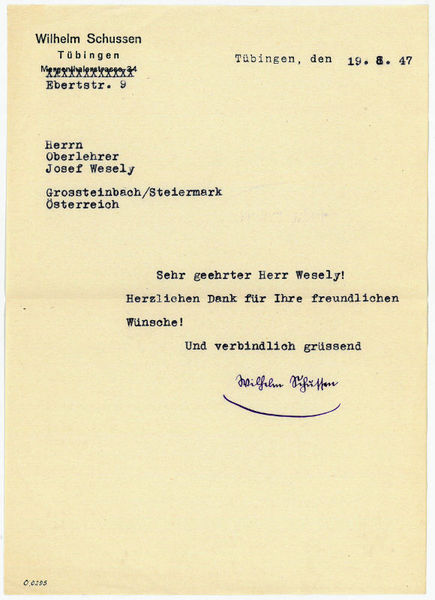 Wilhelm Schussen
Tübingen
Tübingen, den 19. 8. 47
Ebertstr. 9
Herrn
Oberlehrer
Josef Wesely
Grossteinbach/Steiermark
Österreich
Sehr geehrter Herr Wesely!
Herzlichen Dank für Ihre freundlichen
Wünsche!
Und verbindlich grüssend
Wilhelm Schussen
0,0295